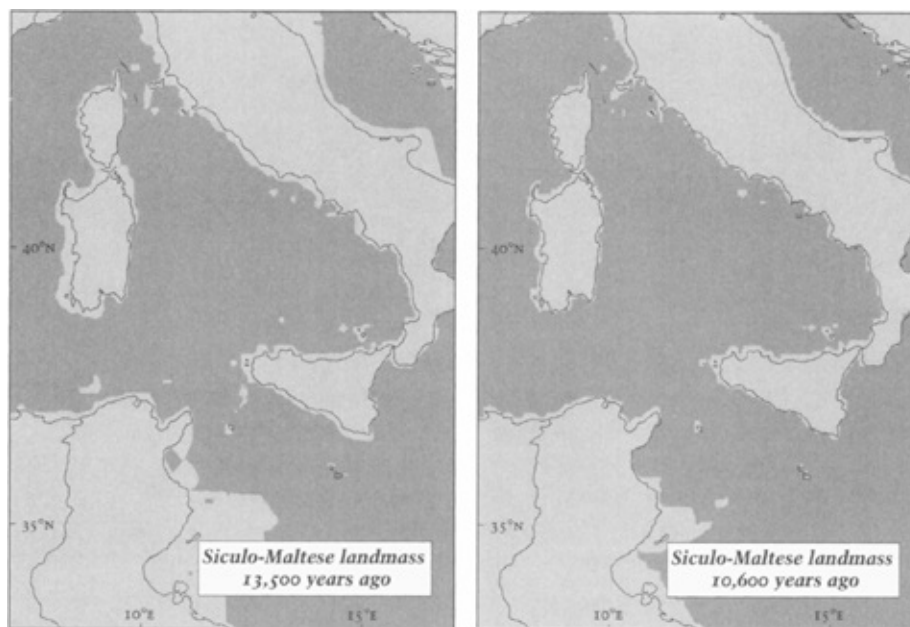 40°N
35°N
Siculo-Maltese landmass
13,500 years ago
10°E
15°E
40°N
35°N
Siculo-Maltese landmass
10,600 years ago
10°E
15°E